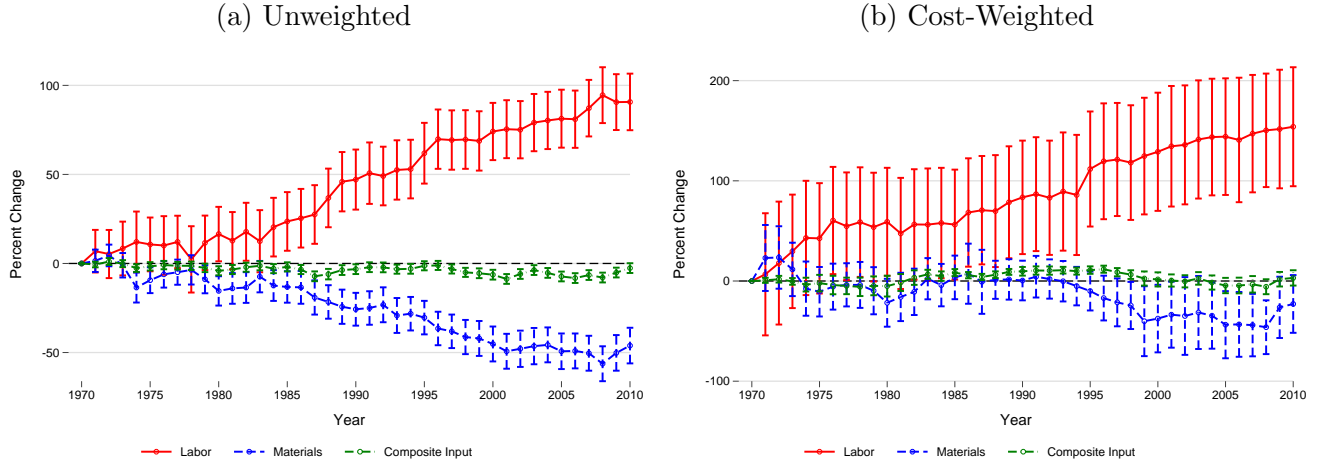 (a) Unweighted
Percent Change
100
50
0
-50
1970 1975 1980 1985 1990 1995 2000 2005 2010
Year
Labor Materials Composite Input
(b) Cost-Weighted
Percent Change
200
100
0
-100
1970 1975 1980 1985 1990 1995 2000 2005 2010
Year
Labor Materials Composite Input